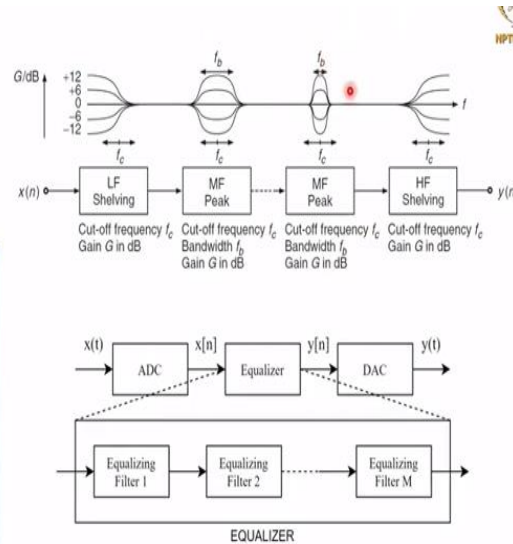 NPTE
G/dB
+12
+6
0
−6
−12
f_b
f_b
f
f_c
f_c
f_c
f_c
x(n)
LF Shelving
MF Peak
MF Peak
HF Shelving
y(n
Cut-off frequency f_c
Gain G in dB
Cut-off frequency f_c
Bandwidth f_b
Gain G in dB
Cut-off frequency f_c
Bandwidth f_b
Gain G in dB
Cut-off frequency f_c
Gain G in dB
x(t)
ADC
x[n]
Equalizer
y[n]
DAC
y(t)
Equalizing
Filter 1
Equalizing
Filter 2
Equalizing
Filter M
EQUALIZER